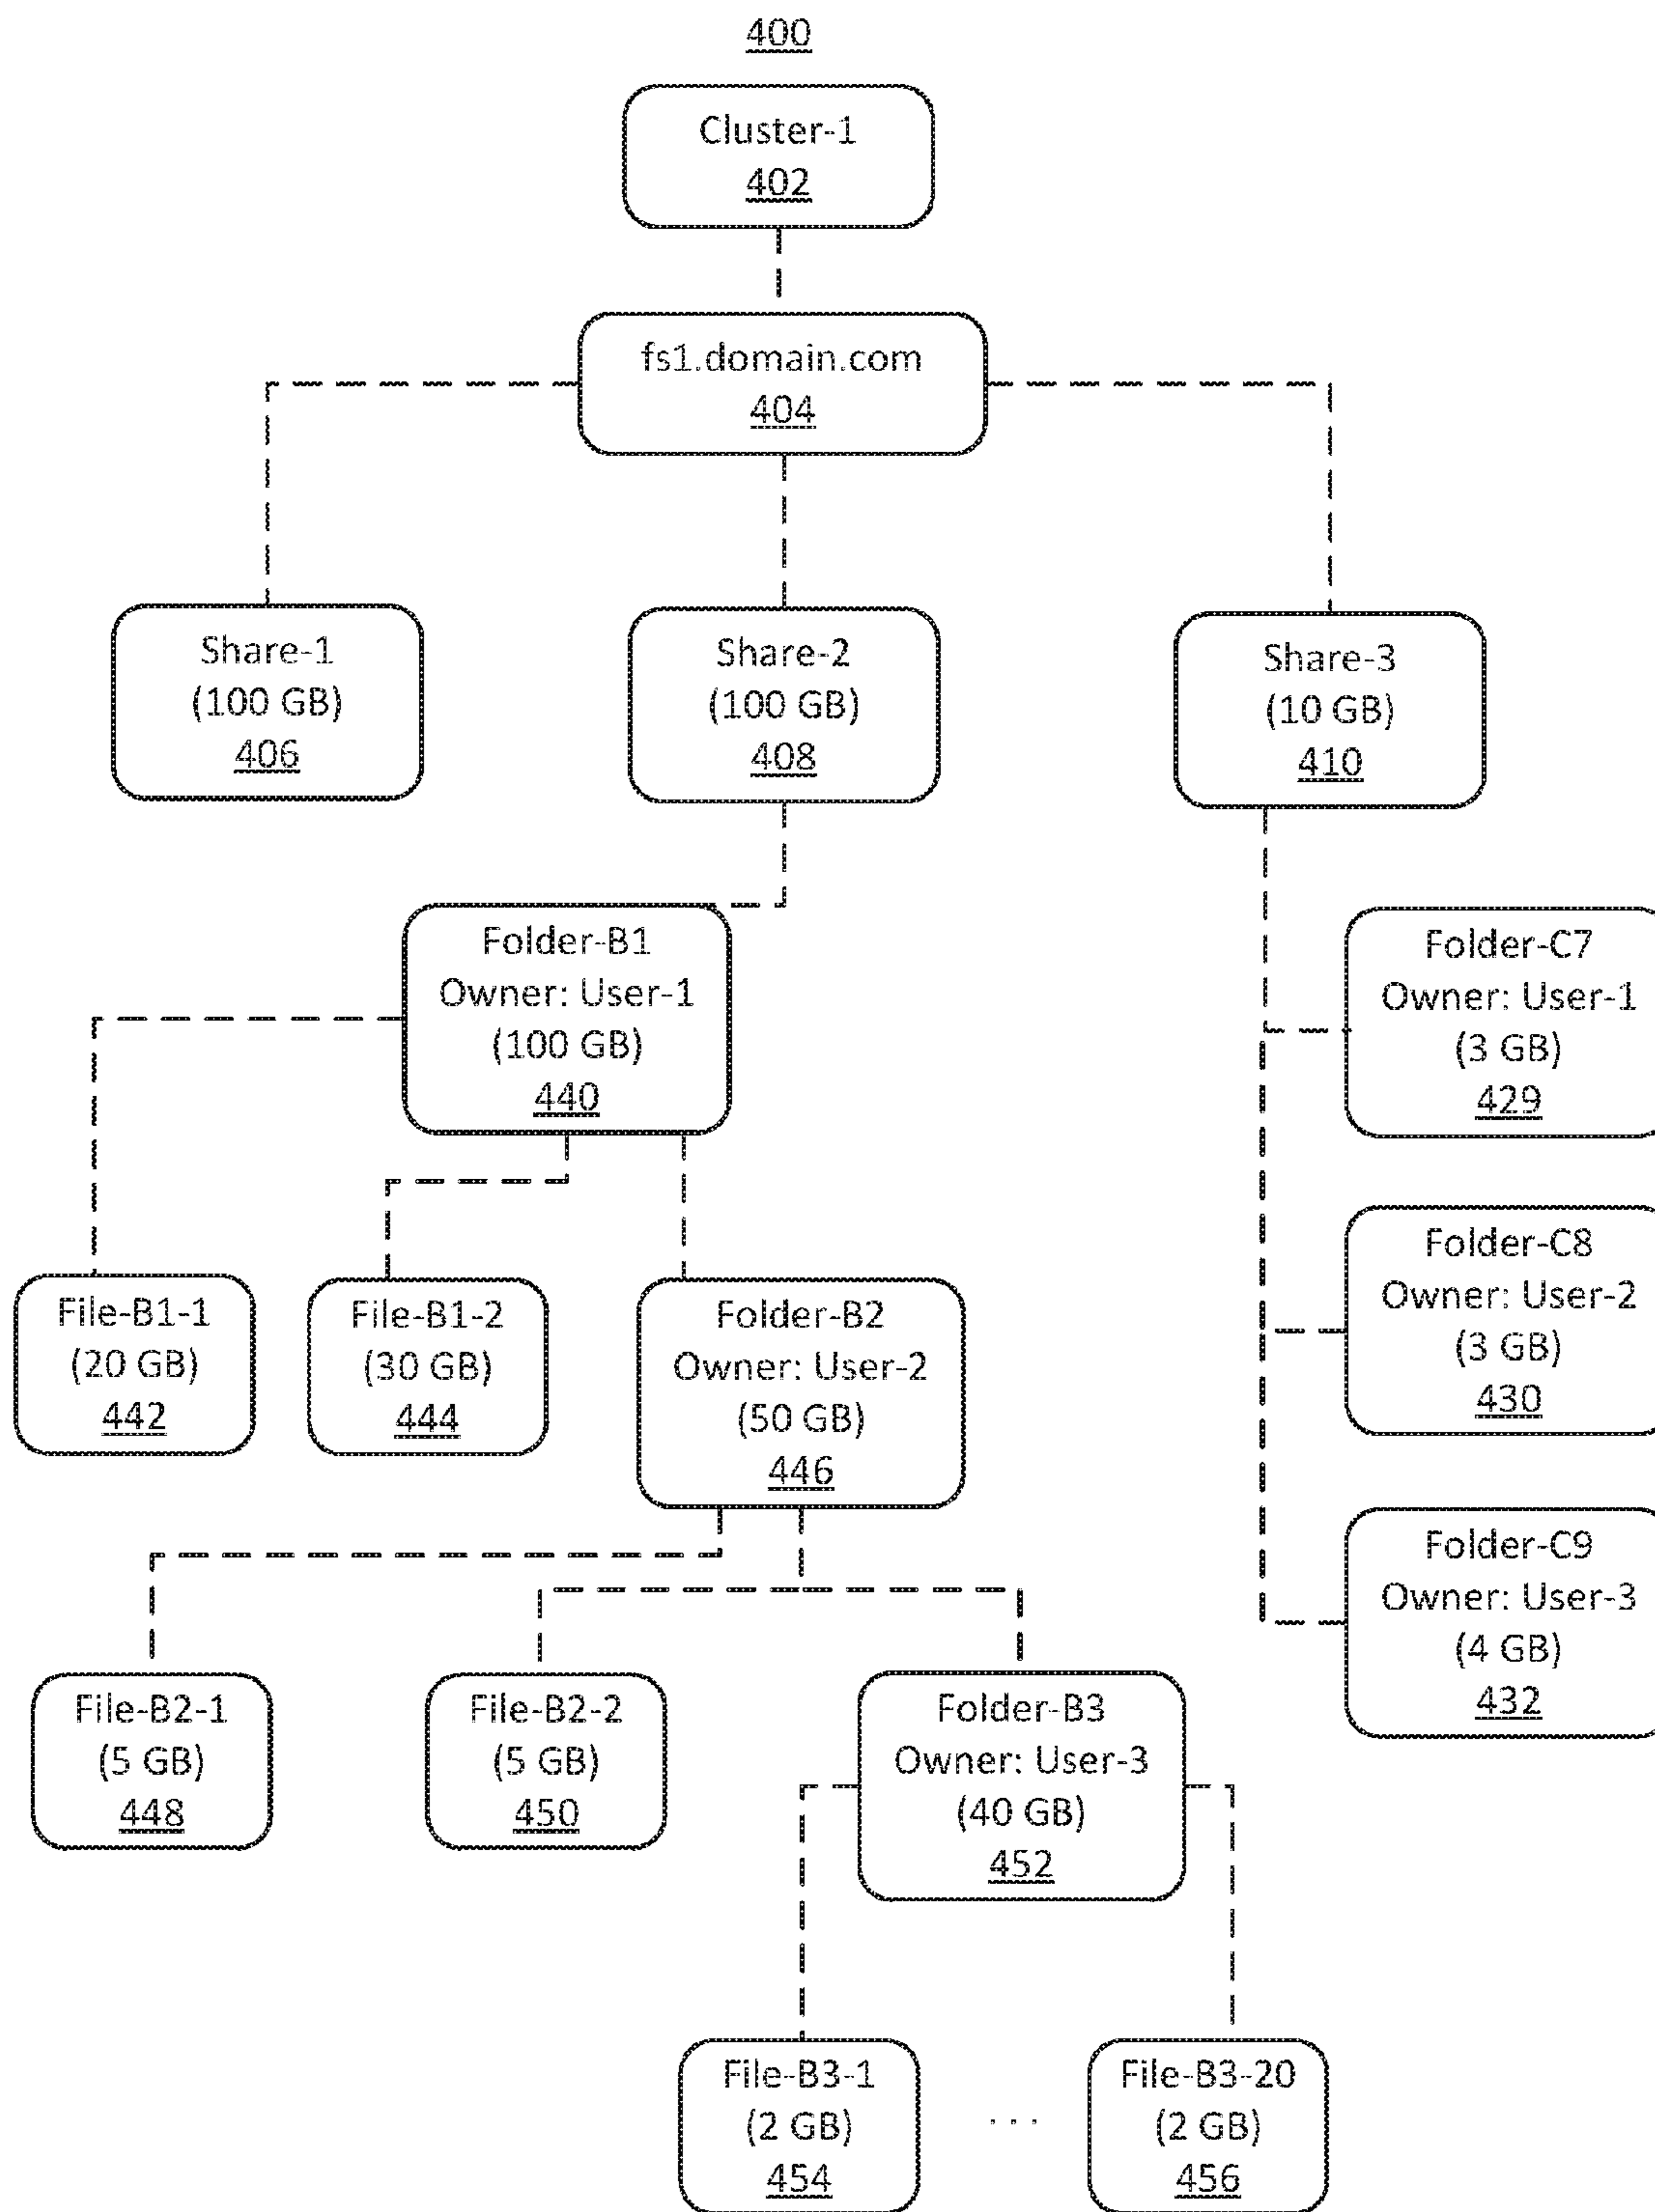 400
Cluster-1
402
fs1.domain.com
404
Share-1
(100 GB)
406
Share-2
(100 GB)
408
Share-3
(10 GB)
410
Folder-B1
Owner: User-1
(100 GB)
440
Folder-C7
Owner: User-1
(3 GB)
429
File-B1-1
(20 GB)
442
File-B1-2
(30 GB)
444
Folder-B2
Owner: User-2
(50 GB)
446
Folder-C8
Owner: User-2
(3 GB)
430
Folder-C9
Owner: User-3
(4 GB)
432
File-B2-1
(5 GB)
448
File-B2-2
(5 GB)
450
Folder-B3
Owner: User-3
(40 GB)
452
File-B3-1
(2 GB)
454
. . .
File-B3-20
(2 GB)
456